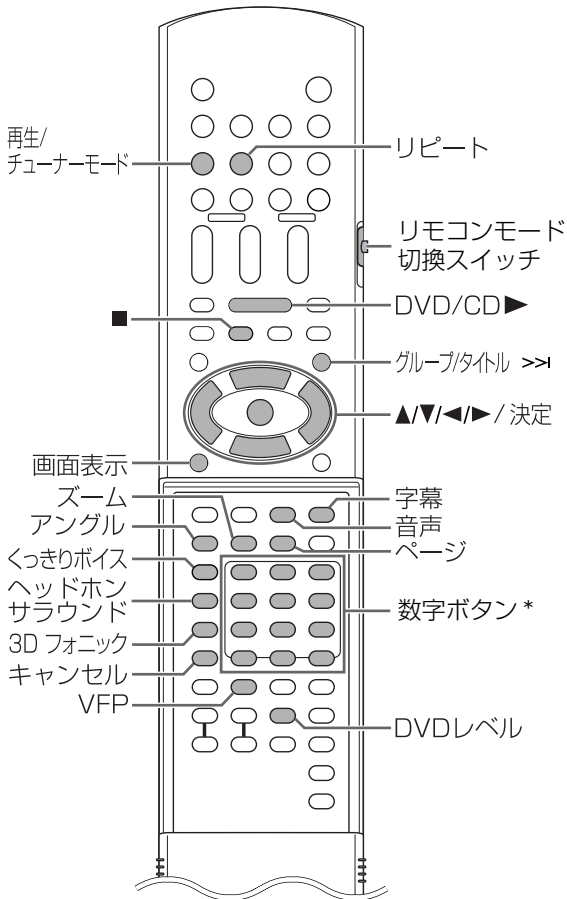 再生/
チューナーモード
リピート
リモコンモード
切換スイッチ
DVD/CD▶
■
グループ/タイトル >>I
▲/▼/◀/▶/決定
画面表示
ズーム
アングル
字幕
音声
ページ
くっきりボイス
ヘッドホン
サラウンド
数字ボタン*
3D フォニック
キャンセル
VFP
DVDレベル